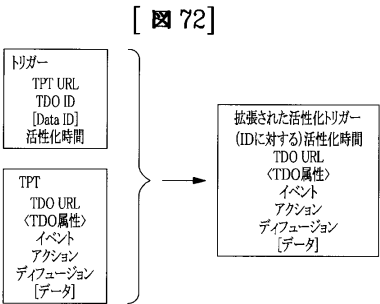 [図 72]
トリガー
TPT URL
TDO ID
[Data ID]
活性化時間
TPT
TDO URL
〈TDO属性〉
イベント
アクション
ディフュージョン
[データ]
拡張された活性化トリガー
(IDに対する)活性化時間
TDO URL
〈TDO属性〉
イベント
アクション
ディフュージョン
[データ]